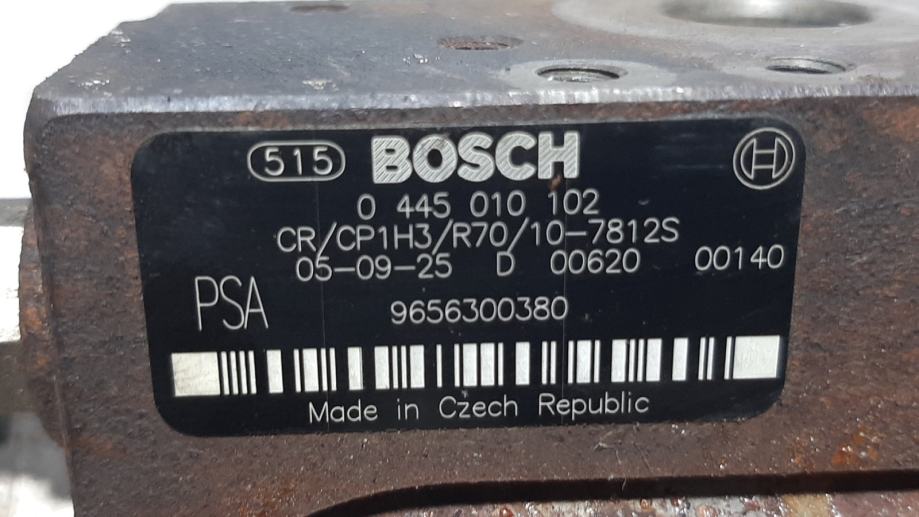 515 BOSCH
0 445 010 102
CR/CP1H3/R70/10-7812S
05-09-25 D 00620 00140
PSA 9656300380
Made in Czech Republic